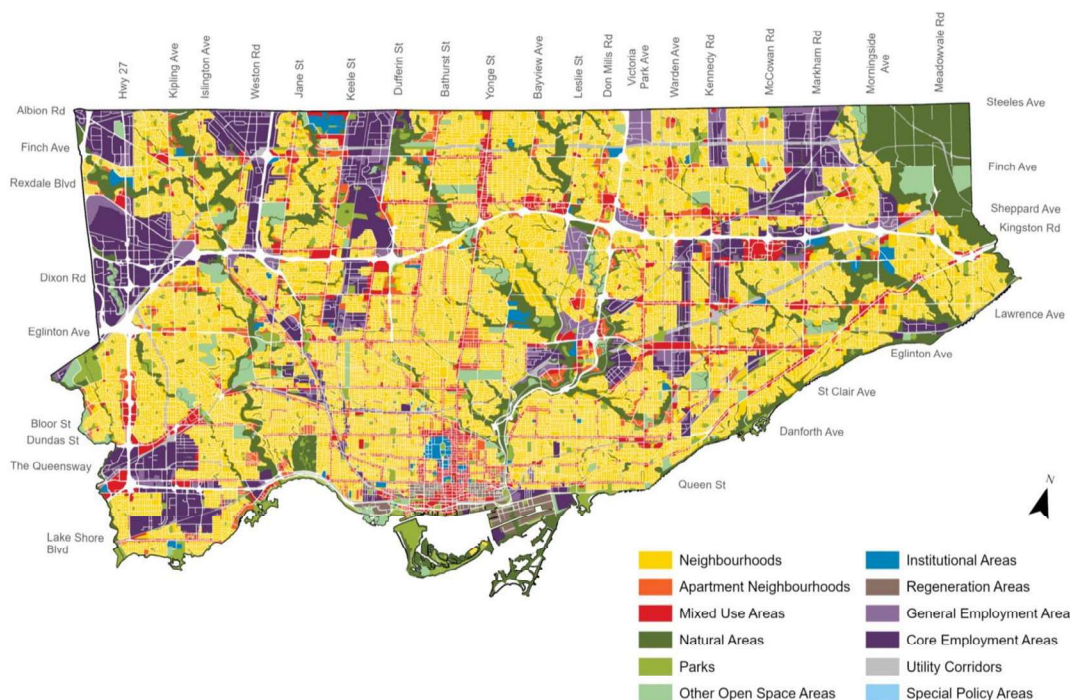 Hwy 27
Kipling Ave
Islington Ave
Weston Rd
Jane St
Keele St
Dufferin St
Bathurst St
Yonge St
Bayview Ave
Leslie St
Don Mills Rd
Victoria
Park Ave
Warden Ave
Kennedy Rd
McCowan Rd
Markham Rd
Morningside
Ave
Meadowvale Rd
Albion Rd
Finch Ave
Rexdale Blvd
Dixon Rd
Eglinton Ave
Bloor St
Dundas St
The Queensway
Lake Shore
Blvd
Steeles Ave
Finch Ave
Sheppard Ave
Kingston Rd
Lawrence Ave
Eglinton Ave
St Clair Ave
Danforth Ave
Queen St
N
Neighbourhoods
Apartment Neighbourhoods
Mixed Use Areas
Natural Areas
Parks
Other Open Space Areas
Institutional Areas
Regeneration Areas
General Employment Areas
Core Employment Areas
Utility Corridors
Special Policy Areas